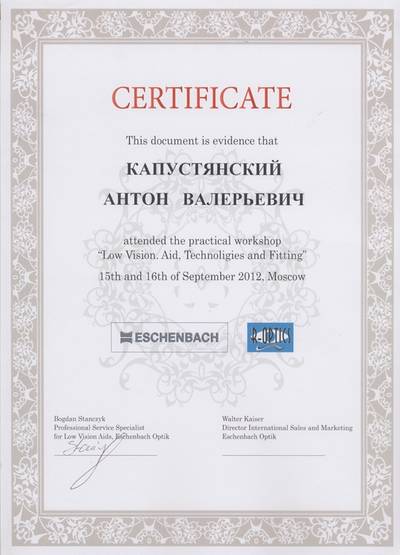 CERTIFICATE
This document is evidence that
КАПУСТЯНСКИЙ
АНТОН ВАЛЕРЬЕВИЧ
attended the practical workshop
“Low Vision. Aid, Technoligies and Fitting”
15th and 16th of September 2012, Moscow
ESCHENBACH
R-OPTICS
Bogdan Stanczyk
Professional Service Specialist
for Low Vision Aids, Eschenbach Optik
Walter Kaiser
Director International Sales and Marketing
Eschenbach Optik